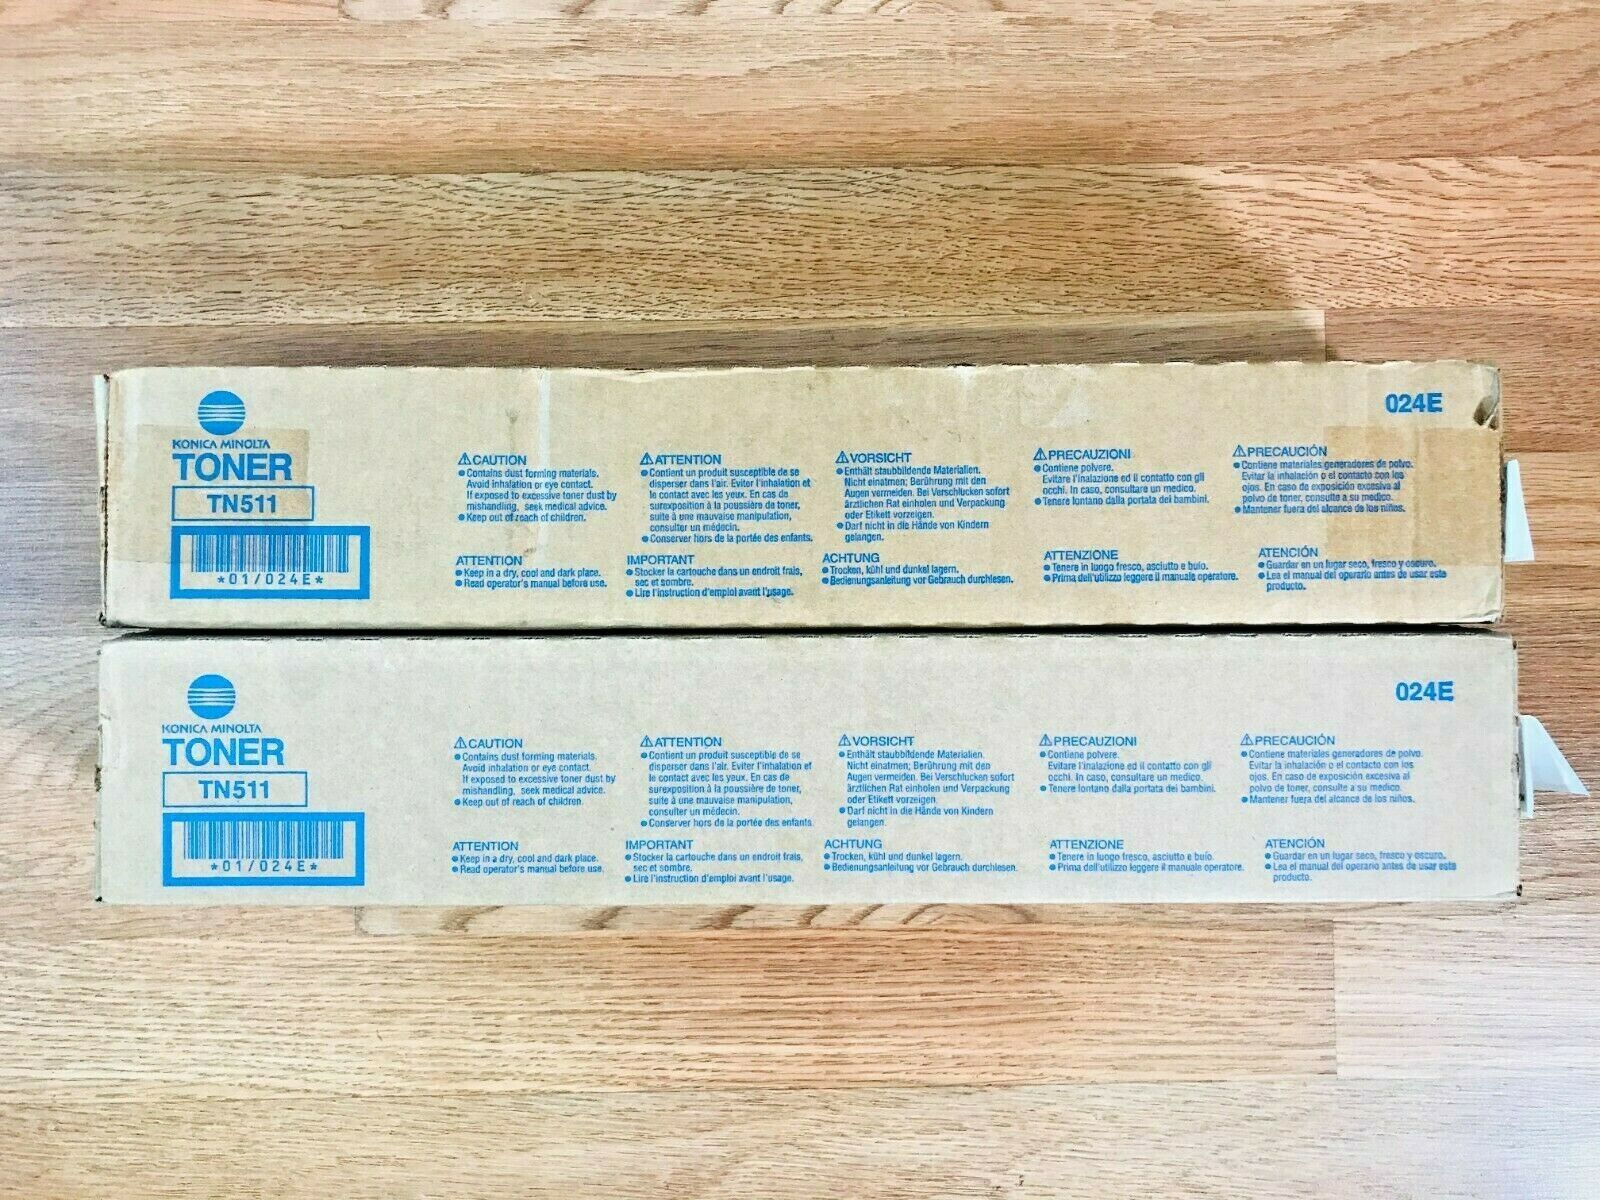 KONICA MINOLTA
TONER
TN511
*01/024E*
024E
⚠CAUTION
● Contains dust forming materials.
Avoid inhalation or eye contact.
If exposed to excessive toner dust by
mishandling, seek medical advice.
● Keep out of reach of children.
ATTENTION
● Keep in a dry, cool and dark place.
● Read operator's manual before use.
⚠ATTENTION
● Contient un produit susceptible de se
disperser dans l'air. Eviter l'inhalation et
le contact avec les yeux. En cas de
surexposition à la poussière de toner,
suite à une mauvaise manipulation,
consulter un médecin.
● Conserver hors de la portée des enfants.
IMPORTANT
● Stocker la cartouche dans un endroit frais,
sec et sombre.
● Lire l'instruction d'emploi avant l'usage.
⚠VORSICHT
● Enthält staubbildende Materialien.
Nicht einatmen; Berührung mit den
Augen vermeiden. Bei Verschlucken sofort
ärztlichen Rat einholen und Verpackung
oder Etikett vorzeigen.
● Darf nicht in die Hände von Kindern
gelangen.
ACHTUNG
● Trocken, kühl und dunkel lagern.
● Bedienungsanleitung vor Gebrauch durchlesen.
⚠PRECAUZIONI
● Contiene polvere.
Evitare l'inalazione ed il contatto con gli
occhi. In caso, consultare un medico.
● Tenere lontano dalla portata dei bambini.
ATTENZIONE
● Tenere in luogo fresco, asciutto e buio.
● Prima dell'utilizzo leggere il manuale operatore.
⚠PRECAUCIÓN
● Contiene materiales generadores de polvo.
Evitar la inhalación o el contacto con los
ojos. En caso de exposición excesiva al
polvo de toner, consulte a su medico.
● Mantener fuera del alcance de los niños.
ATENCIÓN
● Guardar en un lugar seco, fresco y oscuro.
● Lea el manual del operario antes de usar este
producto.
KONICA MINOLTA
TONER
TN511
*01/024E*
024E
⚠CAUTION
● Contains dust forming materials.
Avoid inhalation or eye contact.
If exposed to excessive toner dust by
mishandling, seek medical advice.
● Keep out of reach of children.
ATTENTION
● Keep in a dry, cool and dark place.
● Read operator's manual before use.
⚠ATTENTION
● Contient un produit susceptible de se
disperser dans l'air. Eviter l'inhalation et
le contact avec les yeux. En cas de
surexposition à la poussière de toner,
suite à une mauvaise manipulation,
consulter un médecin.
● Conserver hors de la portée des enfants.
IMPORTANT
● Stocker la cartouche dans un endroit frais,
sec et sombre.
● Lire l'instruction d'emploi avant l'usage.
⚠VORSICHT
● Enthält staubbildende Materialien.
Nicht einatmen; Berührung mit den
Augen vermeiden. Bei Verschlucken sofort
ärztlichen Rat einholen und Verpackung
oder Etikett vorzeigen.
● Darf nicht in die Hände von Kindern
gelangen.
ACHTUNG
● Trocken, kühl und dunkel lagern.
● Bedienungsanleitung vor Gebrauch durchlesen.
⚠PRECAUZIONI
● Contiene polvere.
Evitare l'inalazione ed il contatto con gli
occhi. In caso, consultare un medico.
● Tenere lontano dalla portata dei bambini.
ATTENZIONE
● Tenere in luogo fresco, asciutto e buio.
● Prima dell'utilizzo leggere il manuale operatore.
⚠PRECAUCIÓN
● Contiene materiales generadores de polvo.
Evitar la inhalación o el contacto con los
ojos. En caso de exposición excesiva al
polvo de toner, consulte a su medico.
● Mantener fuera del alcance de los niños.
ATENCIÓN
● Guardar en un lugar seco, fresco y oscuro.
● Lea el manual del operario antes de usar este
producto.